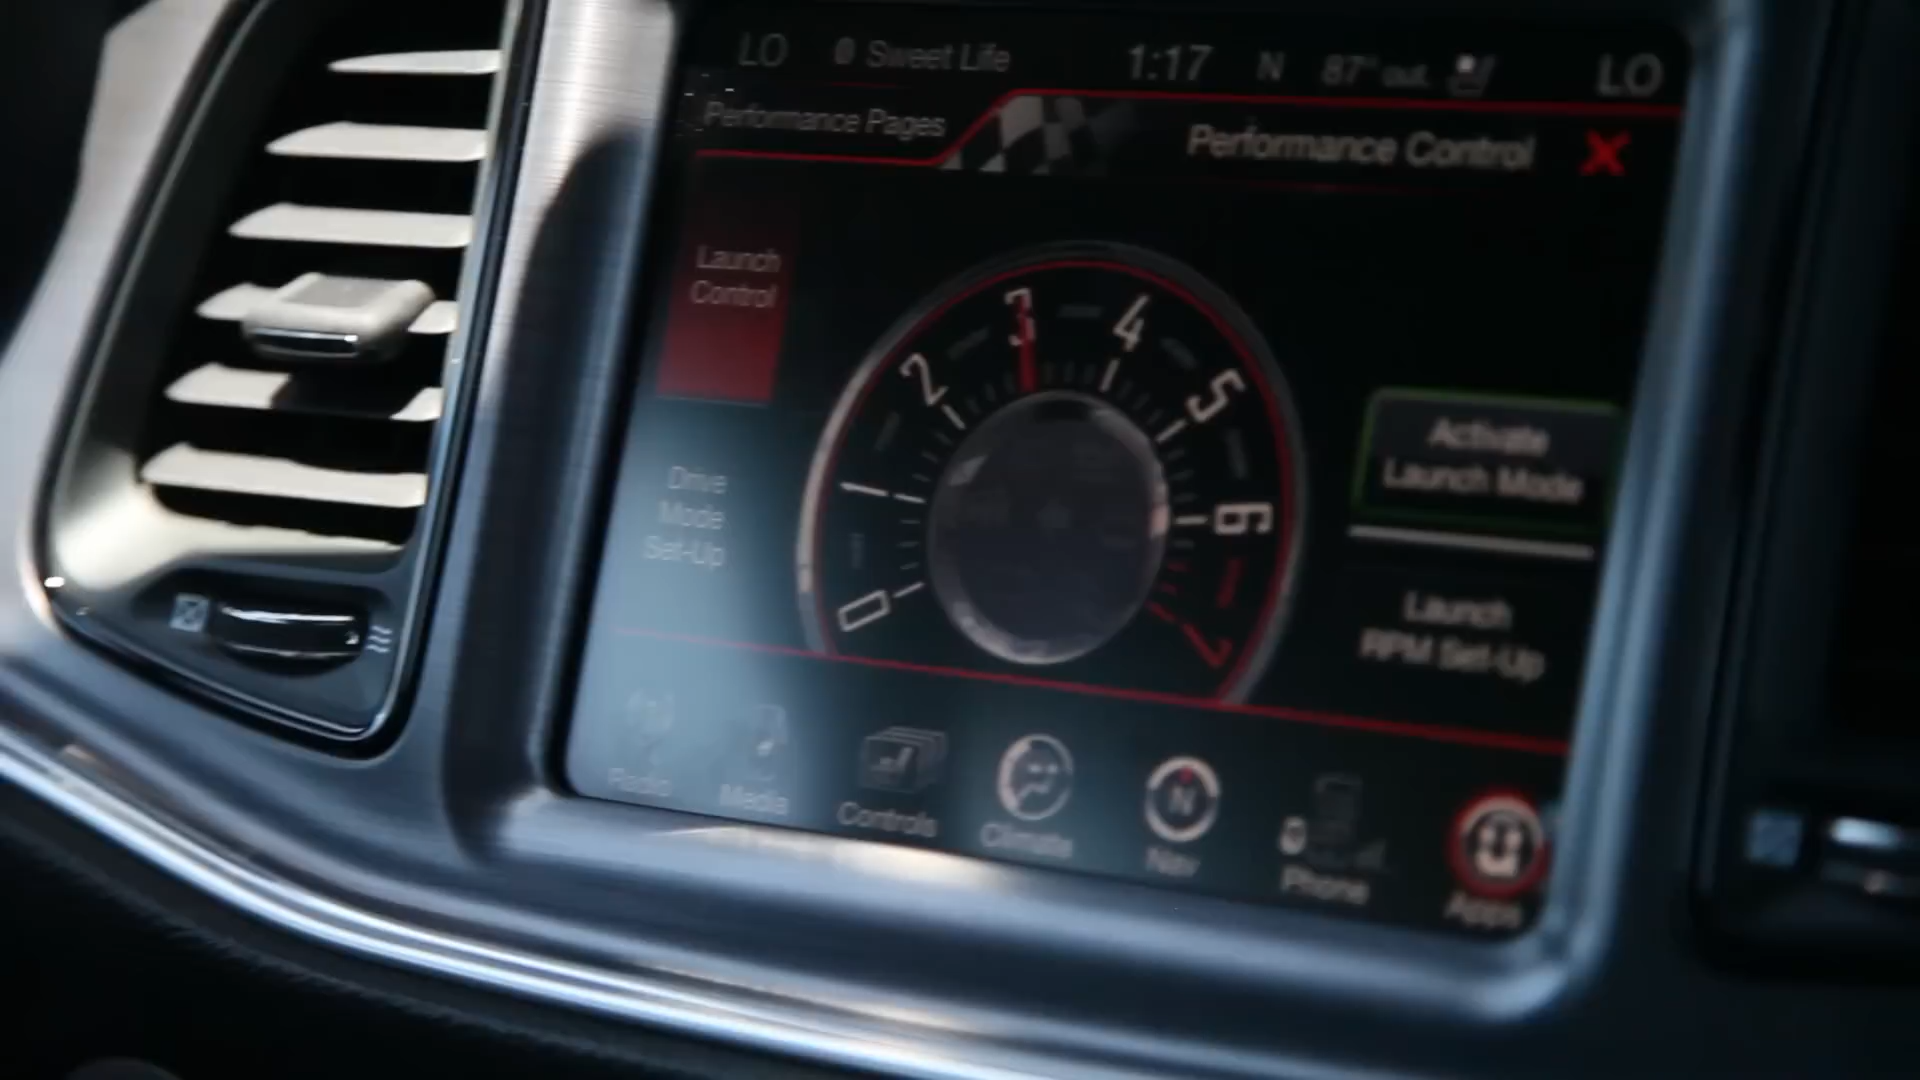 LO Sweet Life 1:17 N 87° out. LO
Performance Pages
Performance Control
Launch
Control
Drive
Mode
Set-Up
0 1 2 3 4 5 6 7
Activate
Launch Mode
Launch
RPM Set-Up
Radio Media Controls Climate N Nav Phone Apps